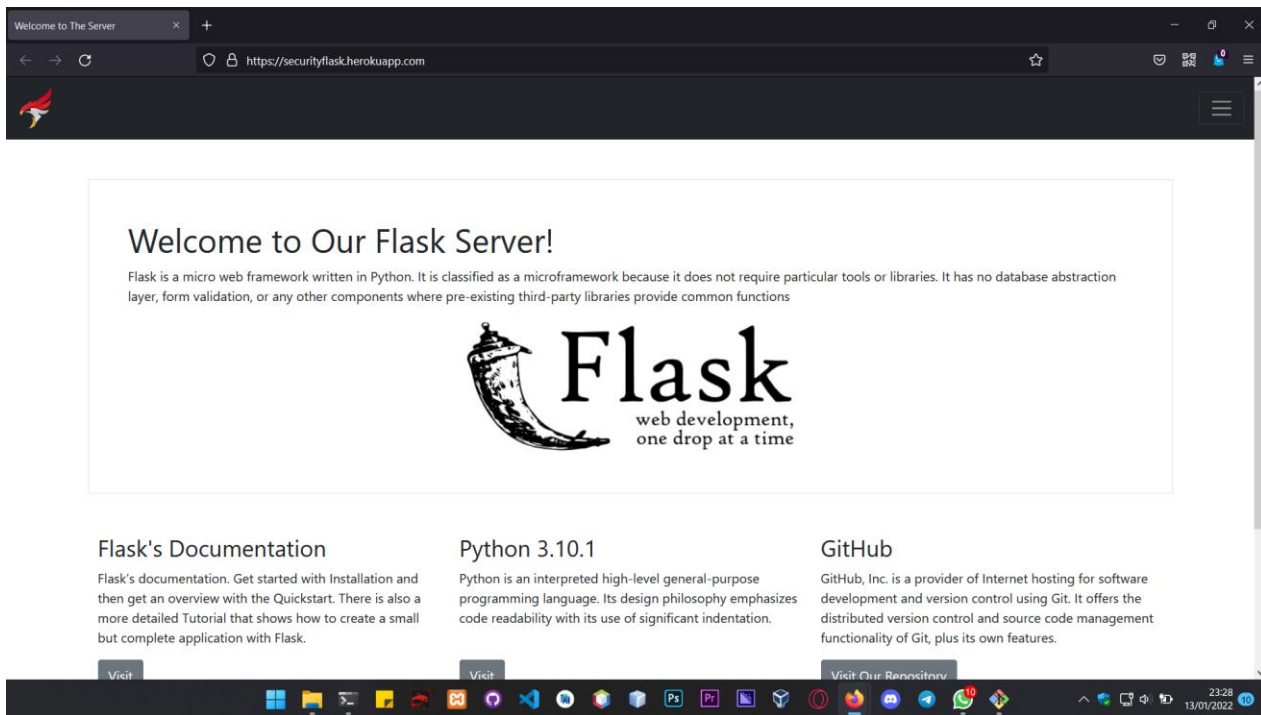 Welcome to The Server
https://securityflask.herokuapp.com
Welcome to Our Flask Server!
Flask is a micro web framework written in Python. It is classified as a microframework because it does not require particular tools or libraries. It has no database abstraction
layer, form validation, or any other components where pre-existing third-party libraries provide common functions
Flask
web development,
one drop at a time
Flask's Documentation
Flask's documentation. Get started with Installation and
then get an overview with the Quickstart. There is also a
more detailed Tutorial that shows how to create a small
but complete application with Flask.
Visit
Python 3.10.1
Python is an interpreted high-level general-purpose
programming language. Its design philosophy emphasizes
code readability with its use of significant indentation.
Visit
GitHub
GitHub, Inc. is a provider of Internet hosting for software
development and version control using Git. It offers the
distributed version control and source code management
functionality of Git, plus its own features.
Visit Our Repository
0
Ps
Pr
10
23:28
13/01/2022
10